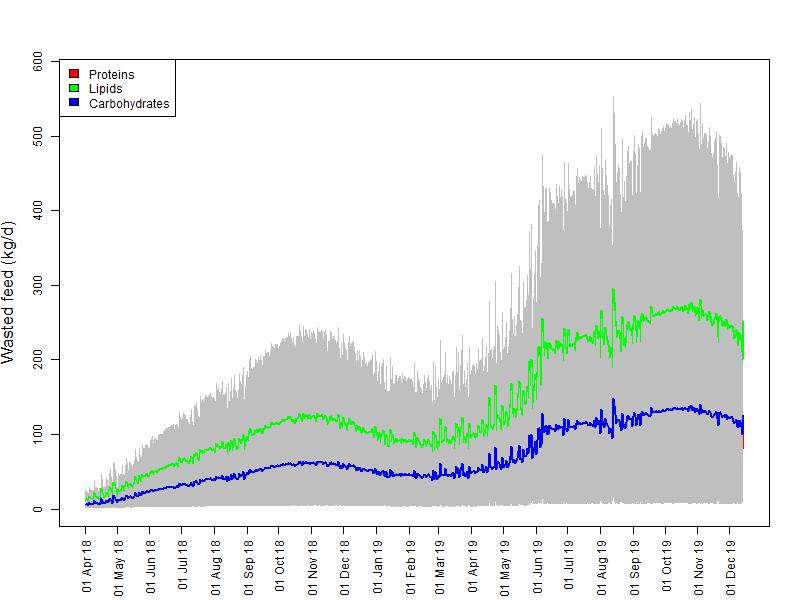 Proteins
Lipids
Carbohydrates
Wasted feed (kg/d)
600
500
400
300
200
100
0
01 Apr 18
01 May 18
01 Jun 18
01 Jul 18
01 Aug 18
01 Sep 18
01 Oct 18
01 Nov 18
01 Dec 18
01 Jan 19
01 Feb 19
01 Mar 19
01 Apr 19
01 May 19
01 Jun 19
01 Jul 19
01 Aug 19
01 Sep 19
01 Oct 19
01 Nov 19
01 Dec 19